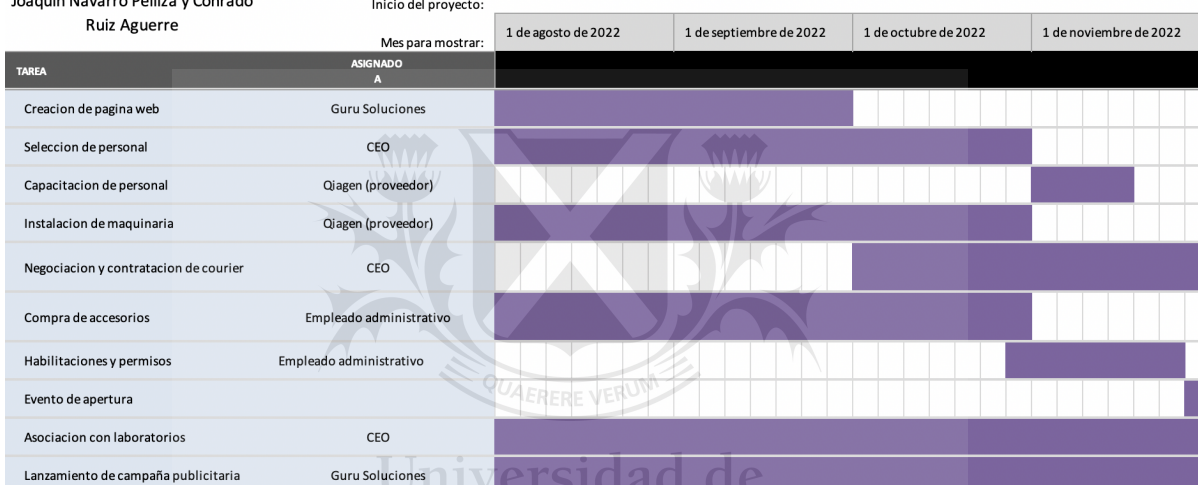 Joaquin Navarro Pelliza y Conrado
Ruiz Aguerre
Inicio del proyecto:
Mes para mostrar:
1 de agosto de 2022
1 de septiembre de 2022
1 de octubre de 2022
1 de noviembre de 2022
TAREA
ASIGNADO
A
Creacion de pagina web
Guru Soluciones
Seleccion de personal
CEO
Capacitacion de personal
Qiagen (proveedor)
Instalacion de maquinaria
Qiagen (proveedor)
Negociacion y contratacion de courier
CEO
Compra de accesorios
Empleado administrativo
Habilitaciones y permisos
Empleado administrativo
Evento de apertura
Asociacion con laboratorios
CEO
Lanzamiento de campaña publicitaria
Guru Soluciones
QUAERERE VERUM
Universidad de